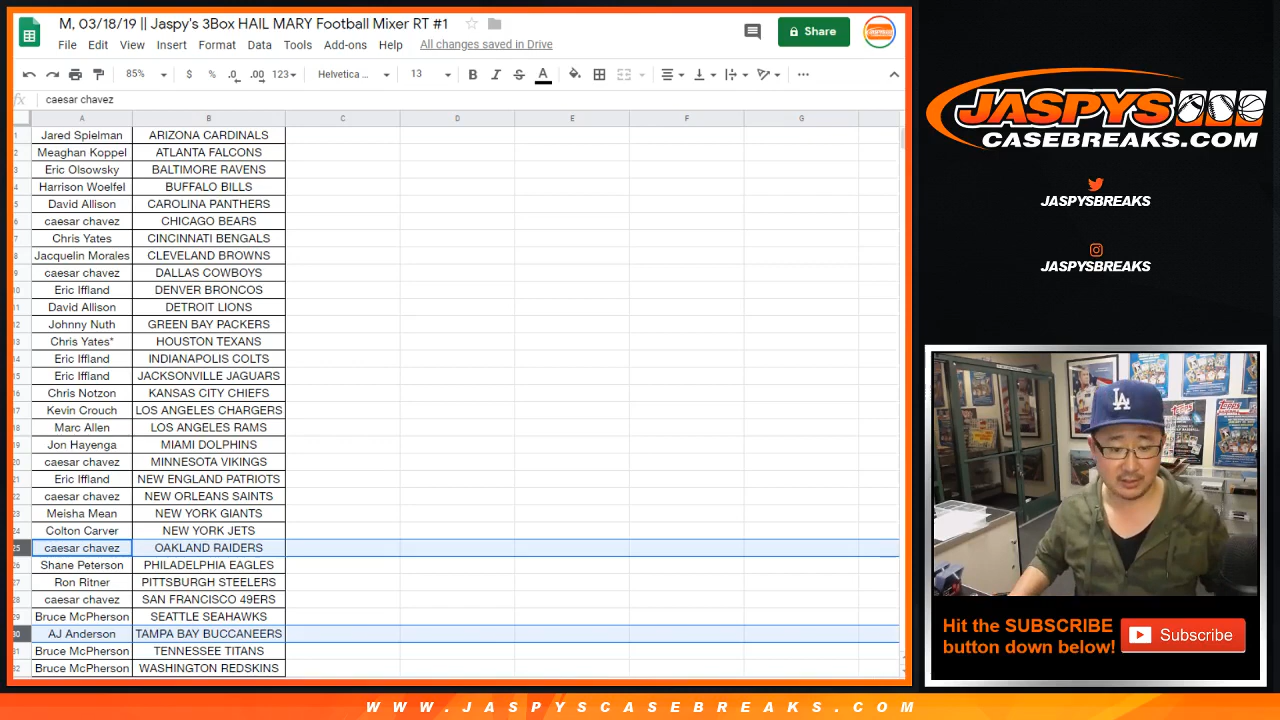 M, 03/18/19 || Jaspy's 3Box HAIL MARY Football Mixer RT #1
File Edit View Insert Format Data Tools Add-ons Help All changes saved in Drive
Share
85% $ % .0 .00 123 Helvetica ... 13 B I S A
fx caesar chavez
A B C D E F G
1 Jared Spielman ARIZONA CARDINALS
2 Meaghan Koppel ATLANTA FALCONS
3 Eric Olsowsky BALTIMORE RAVENS
4 Harrison Woelfel BUFFALO BILLS
5 David Allison CAROLINA PANTHERS
6 caesar chavez CHICAGO BEARS
7 Chris Yates CINCINNATI BENGALS
8 Jacquelin Morales CLEVELAND BROWNS
9 caesar chavez DALLAS COWBOYS
10 Eric Iffland DENVER BRONCOS
11 David Allison DETROIT LIONS
12 Johnny Nuth GREEN BAY PACKERS
13 Chris Yates* HOUSTON TEXANS
14 Eric Iffland INDIANAPOLIS COLTS
15 Eric Iffland JACKSONVILLE JAGUARS
16 Chris Notzon KANSAS CITY CHIEFS
17 Kevin Crouch LOS ANGELES CHARGERS
18 Marc Allen LOS ANGELES RAMS
19 Jon Hayenga MIAMI DOLPHINS
20 caesar chavez MINNESOTA VIKINGS
21 Eric Iffland NEW ENGLAND PATRIOTS
22 caesar chavez NEW ORLEANS SAINTS
23 Meisha Mean NEW YORK GIANTS
24 Colton Carver NEW YORK JETS
25 caesar chavez OAKLAND RAIDERS
26 Shane Peterson PHILADELPHIA EAGLES
27 Ron Ritner PITTSBURGH STEELERS
28 caesar chavez SAN FRANCISCO 49ERS
29 Bruce McPherson SEATTLE SEAHAWKS
30 AJ Anderson TAMPA BAY BUCCANEERS
31 Bruce McPherson TENNESSEE TITANS
32 Bruce McPherson WASHINGTON REDSKINS
JASPYS
CASEBREAKS.COM
JASPYSBREAKS
JASPYSBREAKS
LA
Hit the SUBSCRIBE
button down below!
Subscribe
WWW.JASPYSCASEBREAKS.COM